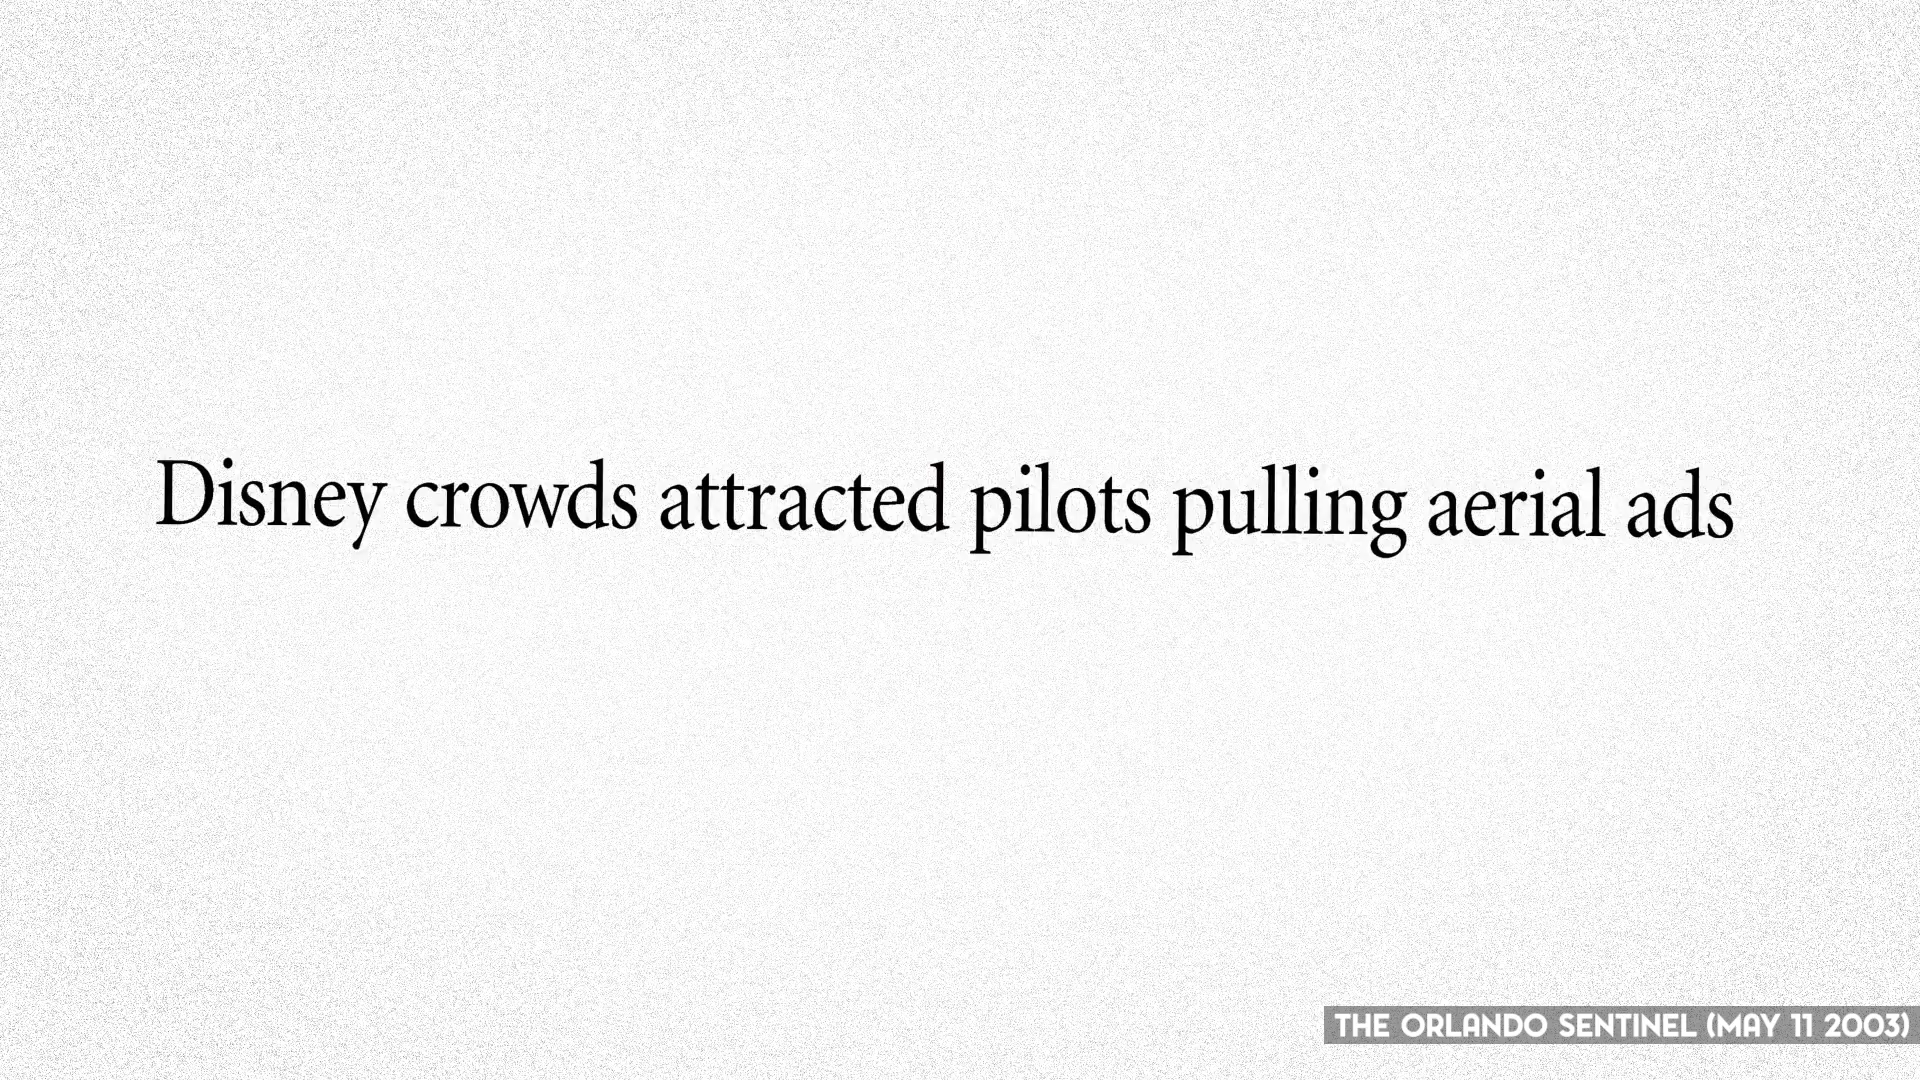 Disney crowds attracted pilots pulling aerial ads
THE ORLANDO SENTINEL (MAY 11 2003)